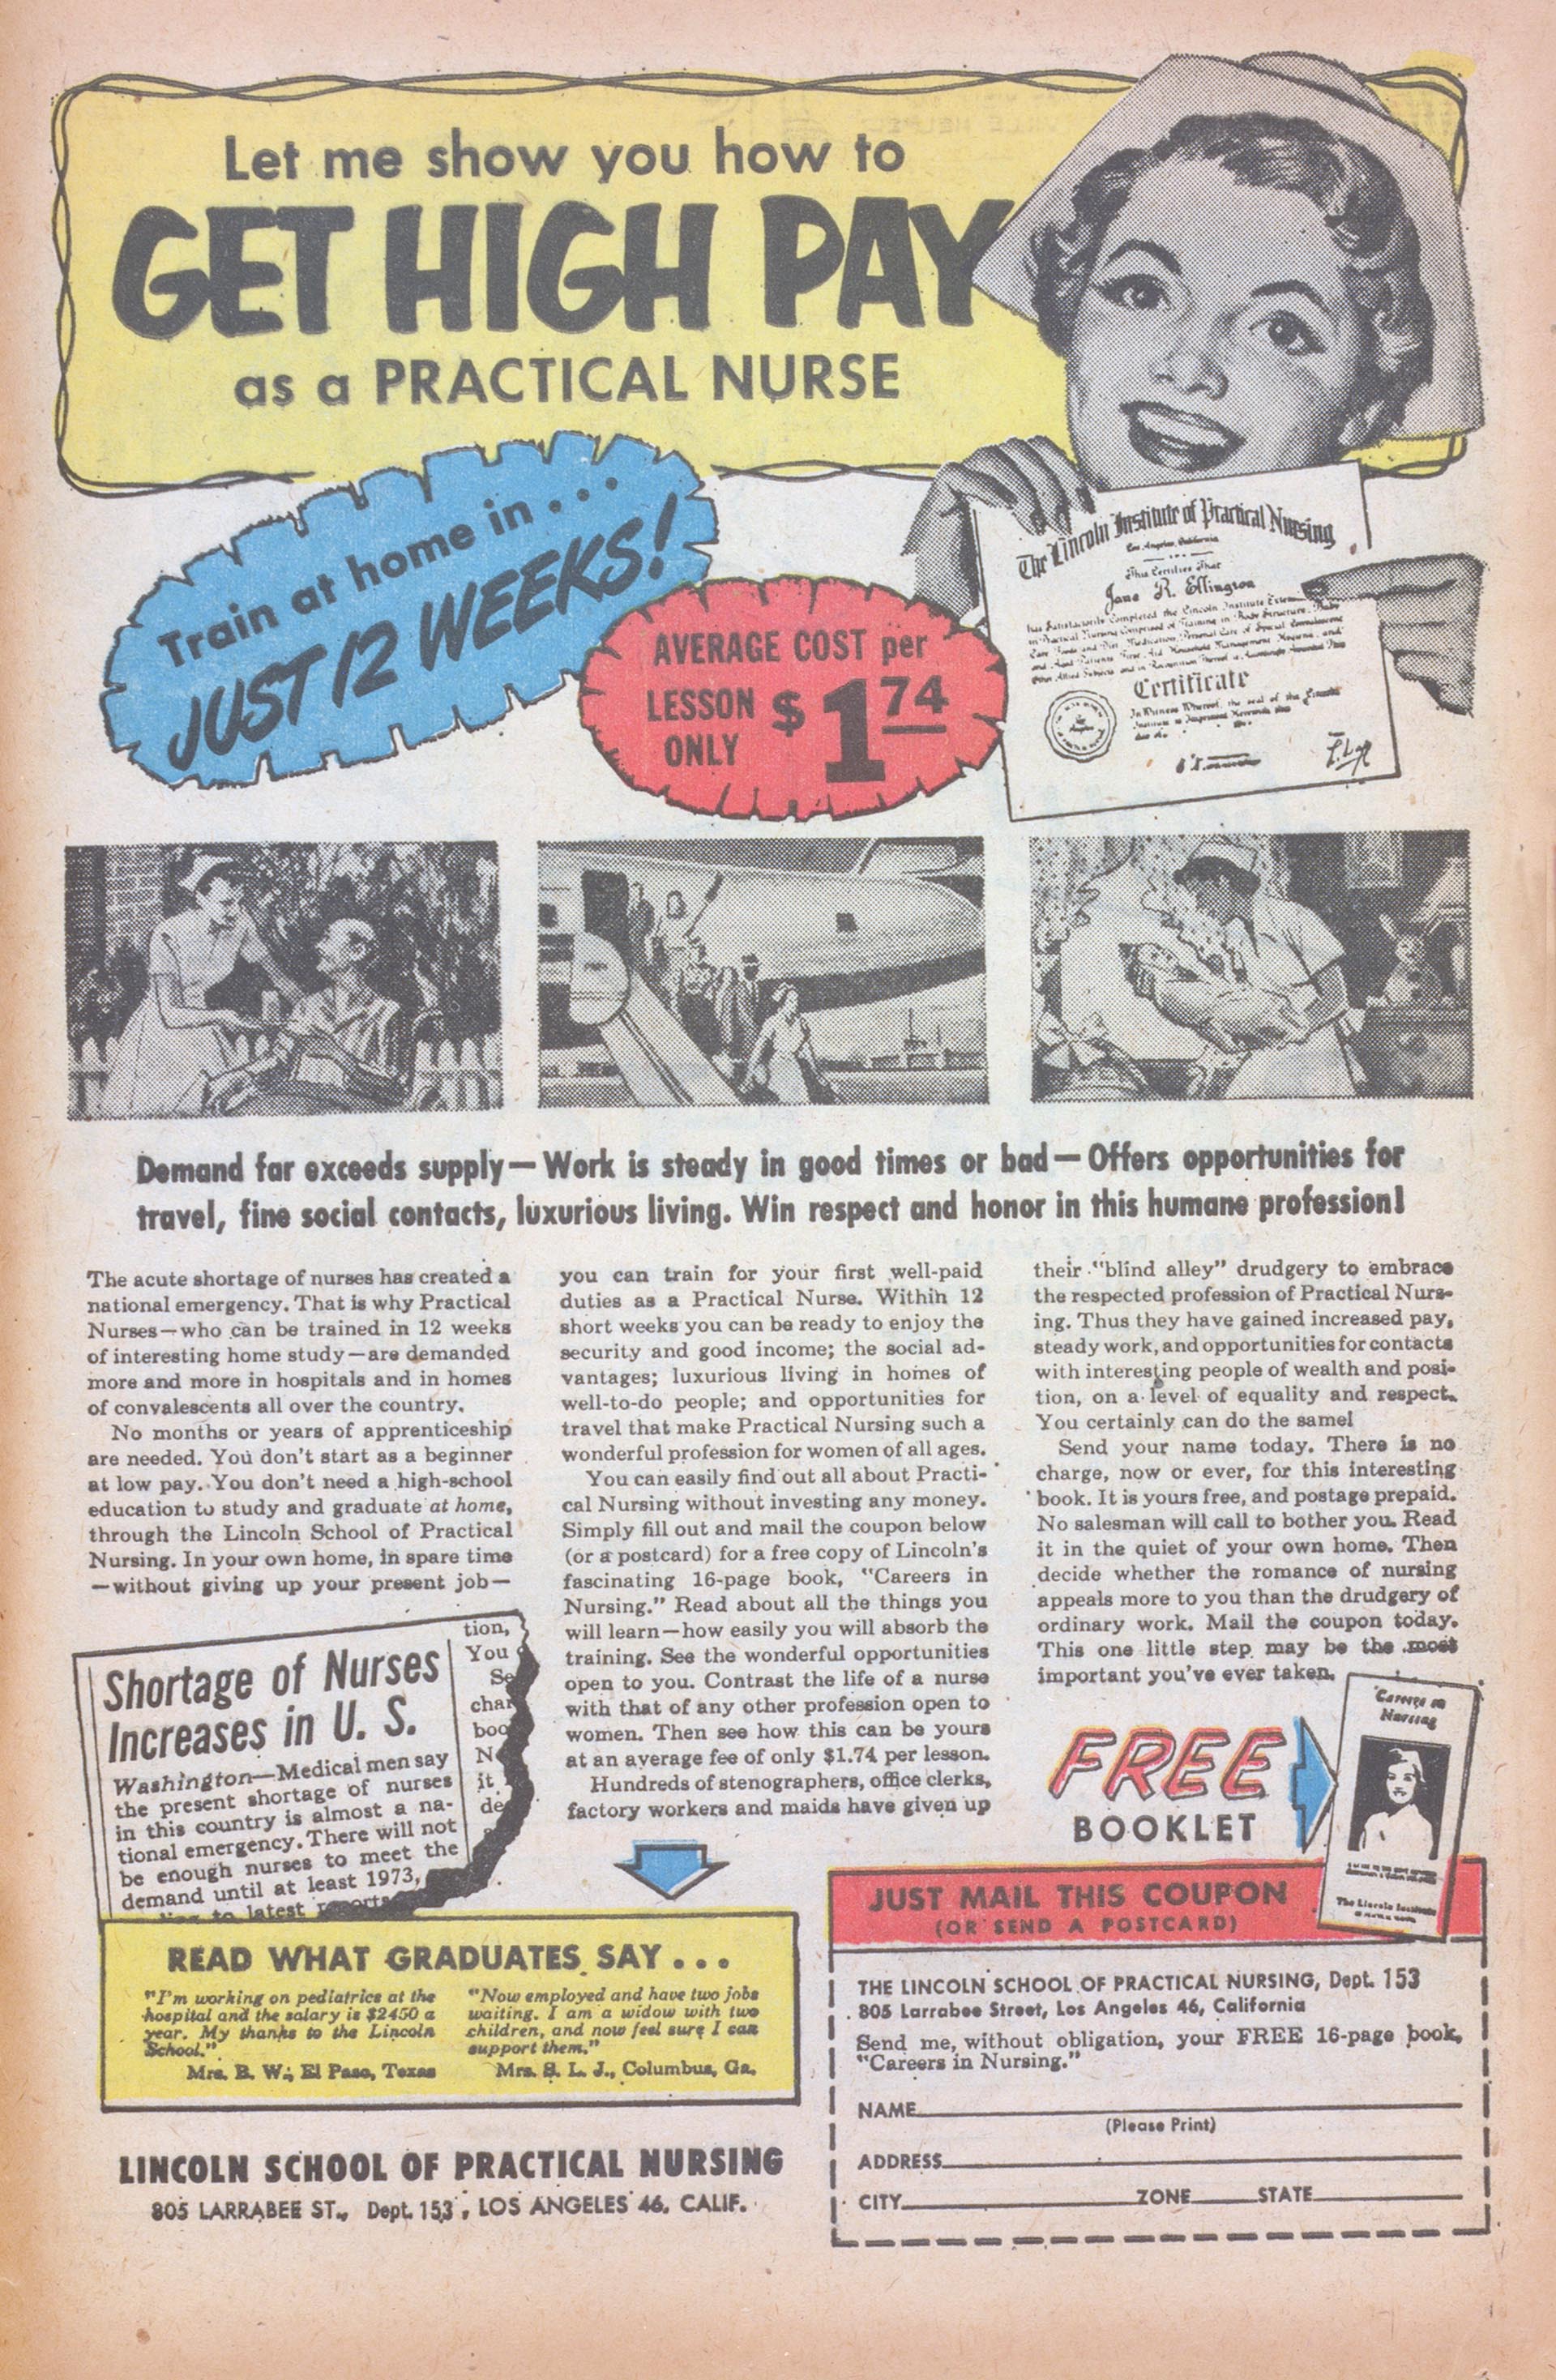 Let me show you how to
GET HIGH PAY
as a PRACTICAL NURSE
Train at home in . . .
JUST 12 WEEKS!
AVERAGE COST per
LESSON
ONLY
$1.74
The Lincoln Institute of Practical Nursing
Los Angeles, California
This Certifies That
Jane R. Ellington
Certificate
Demand far exceeds supply—Work is steady in good times or bad—Offers opportunities for
travel, fine social contacts, luxurious living. Win respect and honor in this humane profession!
The acute shortage of nurses has created a
national emergency. That is why Practical
Nurses—who can be trained in 12 weeks
of interesting home study—are demanded
more and more in hospitals and in homes
of convalescents all over the country.
No months or years of apprenticeship
are needed. You don't start as a beginner
at low pay. You don't need a high-school
education to study and graduate at home,
through the Lincoln School of Practical
Nursing. In your own home, in spare time
—without giving up your present job—
you can train for your first well-paid
duties as a Practical Nurse. Within 12
short weeks you can be ready to enjoy the
security and good income; the social ad-
vantages; luxurious living in homes of
well-to-do people; and opportunities for
travel that make Practical Nursing such a
wonderful profession for women of all ages.
You can easily find out all about Practi-
cal Nursing without investing any money.
Simply fill out and mail the coupon below
(or a postcard) for a free copy of Lincoln's
fascinating 16-page book, "Careers in
Nursing." Read about all the things you
will learn—how easily you will absorb the
training. See the wonderful opportunities
open to you. Contrast the life of a nurse
with that of any other profession open to
women. Then see how this can be yours
at an average fee of only $1.74 per lesson.
Hundreds of stenographers, office clerks,
factory workers and maids have given up
their "blind alley" drudgery to embrace
the respected profession of Practical Nurs-
ing. Thus they have gained increased pay,
steady work, and opportunities for contacts
with interesting people of wealth and posi-
tion, on a level of equality and respect.
You certainly can do the same!
Send your name today. There is no
charge, now or ever, for this interesting
book. It is yours free, and postage prepaid.
No salesman will call to bother you. Read
it in the quiet of your own home. Then
decide whether the romance of nursing
appeals more to you than the drudgery of
ordinary work. Mail the coupon today.
This one little step may be the most
important you've ever taken.
Shortage of Nurses
Increases in U. S.
Washington—Medical men say
the present shortage of nurses
in this country is almost a na-
tional emergency. There will not
be enough nurses to meet the
demand until at least 1973,
to latest
tion,
You
Se
char
boo
N
it
de
FREE
BOOKLET
Careers in
Nursing
The Lincoln Institute
READ WHAT GRADUATES SAY . . .
"I'm working on pediatrics at the
hospital and the salary is $2450 a
year. My thanks to the Lincoln
School."
Mrs. B. W., El Paso, Texas
"Now employed and have two jobs
waiting. I am a widow with two
children, and now feel sure I can
support them."
Mrs. S. L. J., Columbus, Ga.
LINCOLN SCHOOL OF PRACTICAL NURSING
805 LARRABEE ST., Dept. 153, LOS ANGELES 46, CALIF.
JUST MAIL THIS COUPON
(OR SEND A POSTCARD)
THE LINCOLN SCHOOL OF PRACTICAL NURSING, Dept. 153
805 Larrabee Street, Los Angeles 46, California
Send me, without obligation, your FREE 16-page book,
"Careers in Nursing."
NAME
(Please Print)
ADDRESS
CITY ZONE STATE